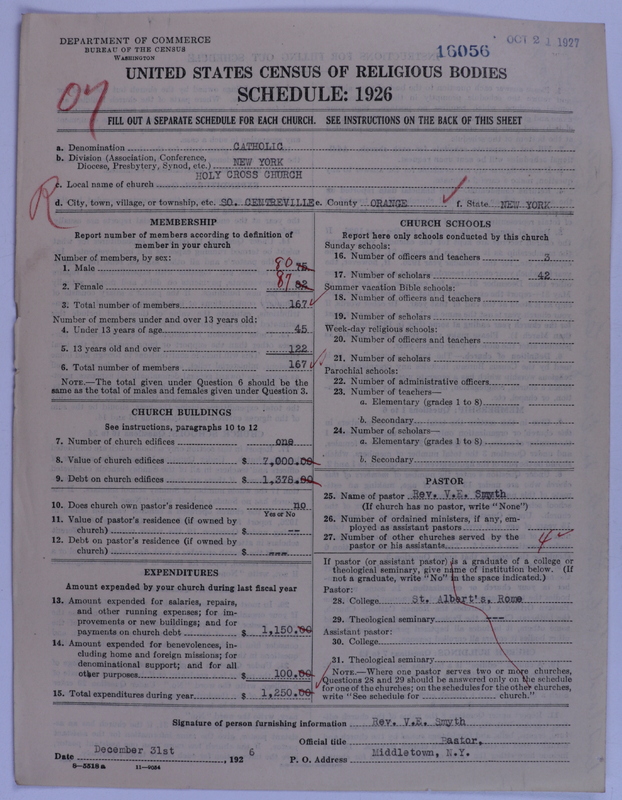 DEPARTMENT OF COMMERCE
BUREAU OF THE CENSUS
WASHINGTON
16056
OCT 21 1927
UNITED STATES CENSUS OF RELIGIOUS BODIES
SCHEDULE: 1926
FILL OUT A SEPARATE SCHEDULE FOR EACH CHURCH. SEE INSTRUCTIONS ON THE BACK OF THIS SHEET
a. Denomination CATHOLIC
b. Division (Association, Conference,
Diocese, Presbytery, Synod, etc.) NEW YORK
HOLY CROSS CHURCH
c. Local name of church
R
d. City, town, village, or township, etc. SO. CENTREVILLE e. County ORANGE f. State NEW YORK
MEMBERSHIP
Report number of members according to definition of
member in your church
Number of members, by sex:
1. Male 80 75
2. Female 87 92
3. Total number of members 167
Number of members under and over 13 years old:
4. Under 13 years of age 45
5. 13 years old and over 122
6. Total number of members 167
NOTE.—The total given under Question 6 should be
same as the total of males and females given under Question 3.
CHURCH BUILDINGS
See instructions, paragraphs 10 to 12
7. Number of church edifices one
8. Value of church edifices $ 7,000.00
9. Debt on church edifices $ 1,378.00
10. Does church own pastor's residence no
Yes or No
11. Value of pastor's residence (if owned by
church) $ --
12. Debt on pastor's residence (if owned by
church) $ ---
EXPENDITURES
Amount expended by your church during last fiscal year
13. Amount expended for salaries, repairs,
and other running expenses; for im-
provements or new buildings; and for
payments on church debt $ 1,150.00
14. Amount expended for benevolences, in-
cluding home and foreign missions; for
denominational support; and for all
other purposes $ 100.00
15. Total expenditures during year $ 1,250.00
CHURCH SCHOOLS
Report here only schools conducted by this church
Sunday schools:
16. Number of officers and teachers 3
17. Number of scholars 42
Summer vacation Bible schools:
18. Number of officers and teachers
19. Number of scholars
Week-day religious schools:
20. Number of officers and teachers
21. Number of scholars
Parochial schools:
22. Number of administrative officers
23. Number of teachers—
a. Elementary (grades 1 to 8)
b. Secondary
24. Number of scholars—
a. Elementary (grades 1 to 8)
b. Secondary
PASTOR
25. Name of pastor Rev. V.E. Smyth
(If church has no pastor, write "None")
26. Number of ordained ministers, if any, em-
ployed as assistant pastors
27. Number of other churches served by the
pastor or his assistants 4
If pastor (or assistant pastor) is a graduate of a college or
theological seminary, give name of institution below. (If
not a graduate, write "No" in the space indicated.)
Pastor:
28. College St. Albert's, Rome
29. Theological seminary ---
Assistant pastor:
30. College
31. Theological seminary
NOTE.—Where one pastor serves two or more churches,
Questions 28 and 29 should be answered only on the schedule
for one of the churches; on the schedules for the other churches,
write "See schedule for church."
Signature of person furnishing information Rev. V.E. Smyth
Official title Pastor,
Date December 31st, 1926
P. O. Address Middletown, N.Y.
8—5518a 11—9054